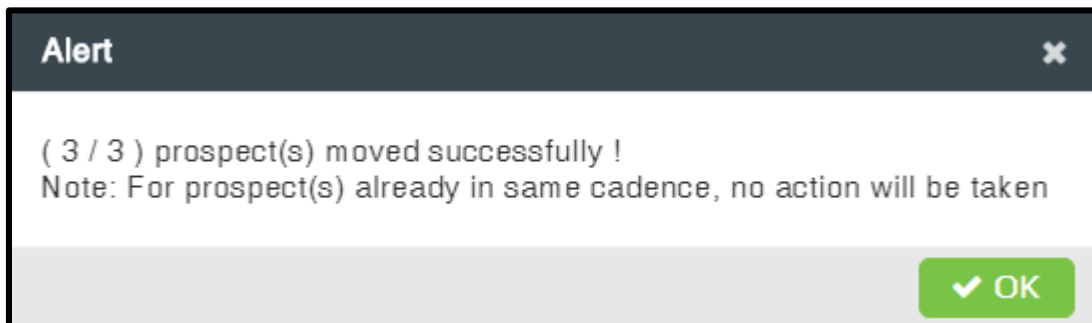 Alert
( 3 / 3 ) prospect(s) moved successfully !
Note: For prospect(s) already in same cadence, no action will be taken
OK